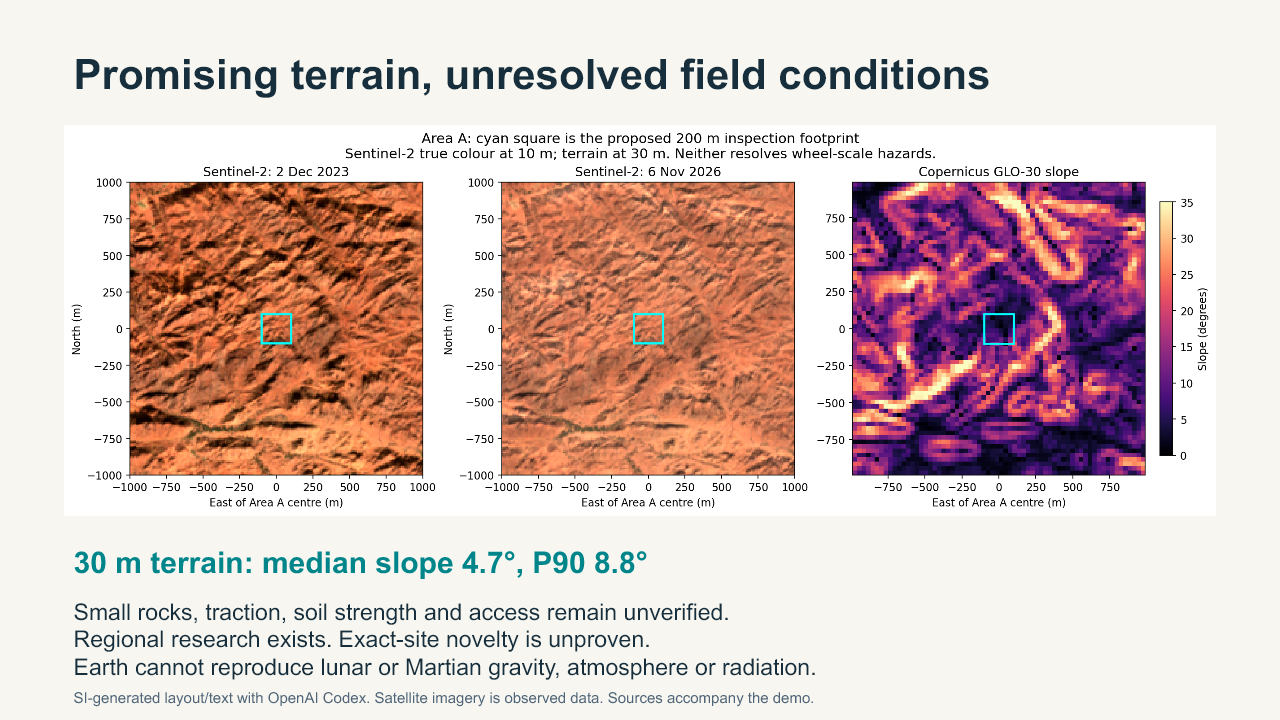 Promising terrain, unresolved field conditions
Area A: cyan square is the proposed 200 m inspection footprint
Sentinel-2 true colour at 10 m; terrain at 30 m. Neither resolves wheel-scale hazards.
Sentinel-2: 2 Dec 2023
1000
750
500
250
0
−250
−500
−750
−1000
North (m)
−1000 −750 −500 −250 0 250 500 750 1000
East of Area A centre (m)
Sentinel-2: 6 Nov 2026
1000
750
500
250
0
−250
−500
−750
−1000
North (m)
−1000 −750 −500 −250 0 250 500 750 1000
East of Area A centre (m)
Copernicus GLO-30 slope
750
500
250
0
−250
−500
−750
−750 −500 −250 0 250 500 750
East of Area A centre (m)
35
30
25
20
15
10
5
0
Slope (degrees)
30 m terrain: median slope 4.7°, P90 8.8°
Small rocks, traction, soil strength and access remain unverified.
Regional research exists. Exact-site novelty is unproven.
Earth cannot reproduce lunar or Martian gravity, atmosphere or radiation.
SI-generated layout/text with OpenAI Codex. Satellite imagery is observed data. Sources accompany the demo.